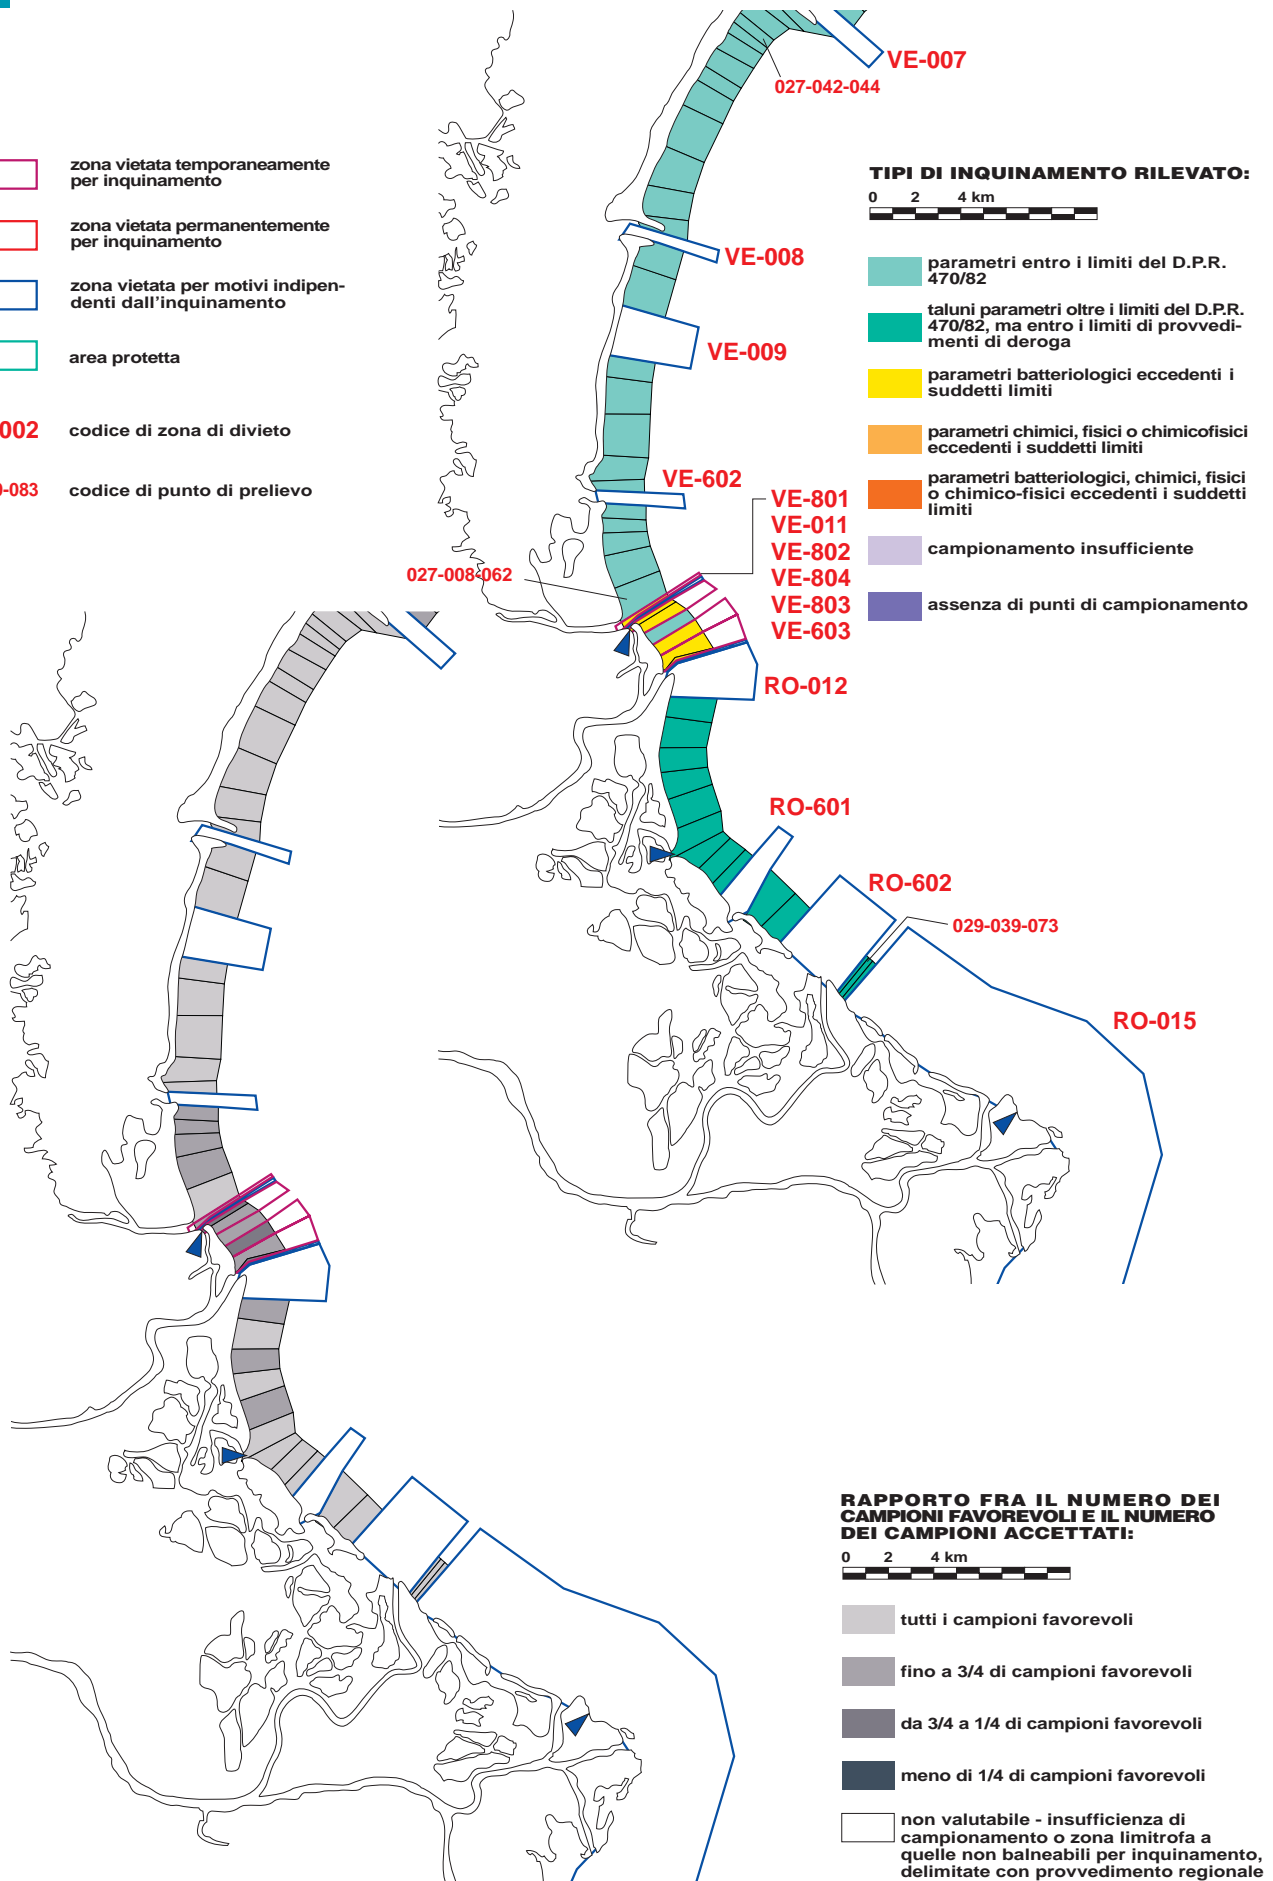 zona vietata temporaneamente
per inquinamento
zona vietata permanentemente
per inquinamento
zona vietata per motivi indipen-
denti dall'inquinamento
area protetta
002 codice di zona di divieto
-083 codice di punto di prelievo
VE-007
027-042-044
VE-008
VE-009
VE-602
VE-801
VE-011
VE-802
VE-804
VE-803
VE-603
027-008-062
RO-012
RO-601
RO-602
029-039-073
RO-015
TIPI DI INQUINAMENTO RILEVATO:
0 2 4 km
parametri entro i limiti del D.P.R.
470/82
taluni parametri oltre i limiti del D.P.R.
470/82, ma entro i limiti di provvedi-
menti di deroga
parametri batteriologici eccedenti i
suddetti limiti
parametri chimici, fisici o chimicofisici
eccedenti i suddetti limiti
parametri batteriologici, chimici, fisici
o chimico-fisici eccedenti i suddetti
limiti
campionamento insufficiente
assenza di punti di campionamento
RAPPORTO FRA IL NUMERO DEI
CAMPIONI FAVOREVOLI E IL NUMERO
DEI CAMPIONI ACCETTATI:
0 2 4 km
tutti i campioni favorevoli
fino a 3/4 di campioni favorevoli
da 3/4 a 1/4 di campioni favorevoli
meno di 1/4 di campioni favorevoli
non valutabile - insufficienza di
campionamento o zona limitrofa a
quelle non balneabili per inquinamento,
delimitate con provvedimento regionale